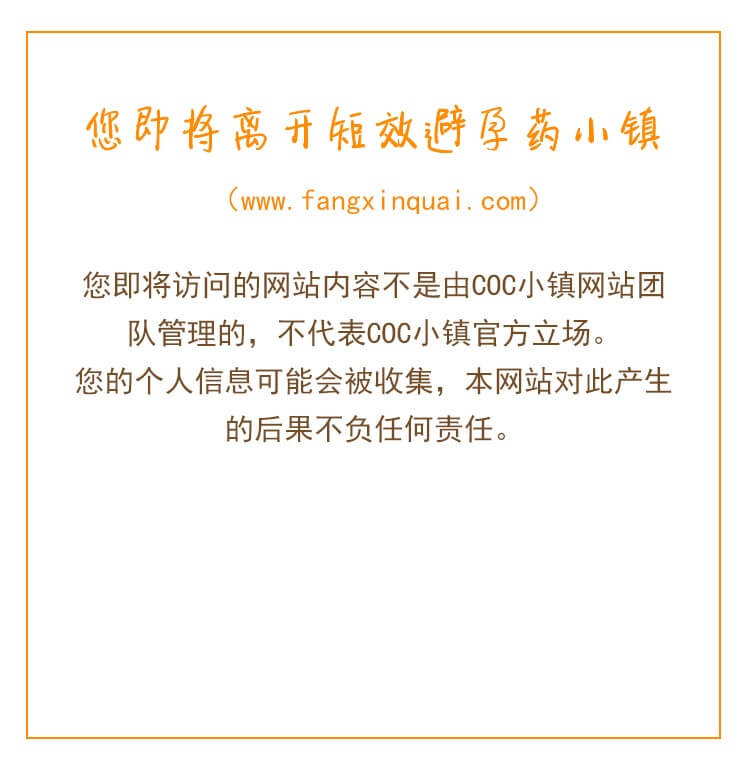 您即将离开短效避孕药小镇
（www.fangxinquai.com）
您即将访问的网站内容不是由COC小镇网站团
队管理的，不代表COC小镇官方立场。
您的个人信息可能会被收集，本网站对此产生
的后果不负任何责任。